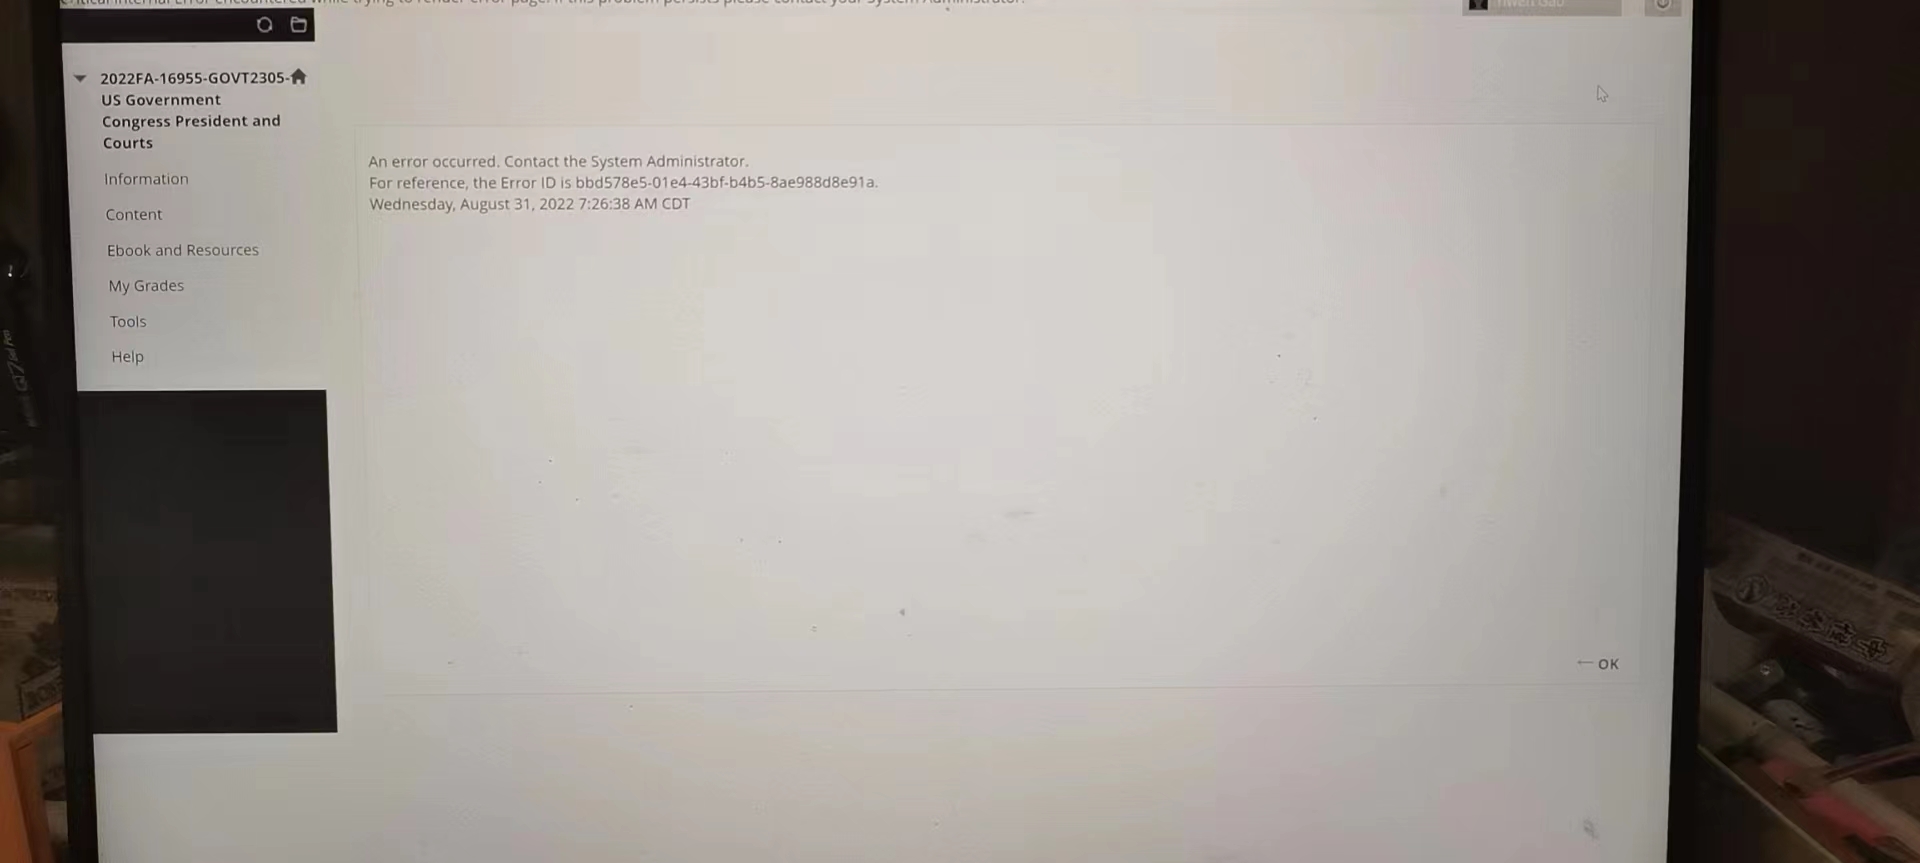 Critical Internal Error encountered while trying to render error page. If this problem persists please contact your System Administrator.
2022FA-16955-GOVT2305-
US Government
Congress President and
Courts
Information
Content
Ebook and Resources
My Grades
Tools
Help
An error occurred. Contact the System Administrator.
For reference, the Error ID is bbd578e5-01e4-43bf-b4b5-8ae988d8e91a.
Wednesday, August 31, 2022 7:26:38 AM CDT
← OK